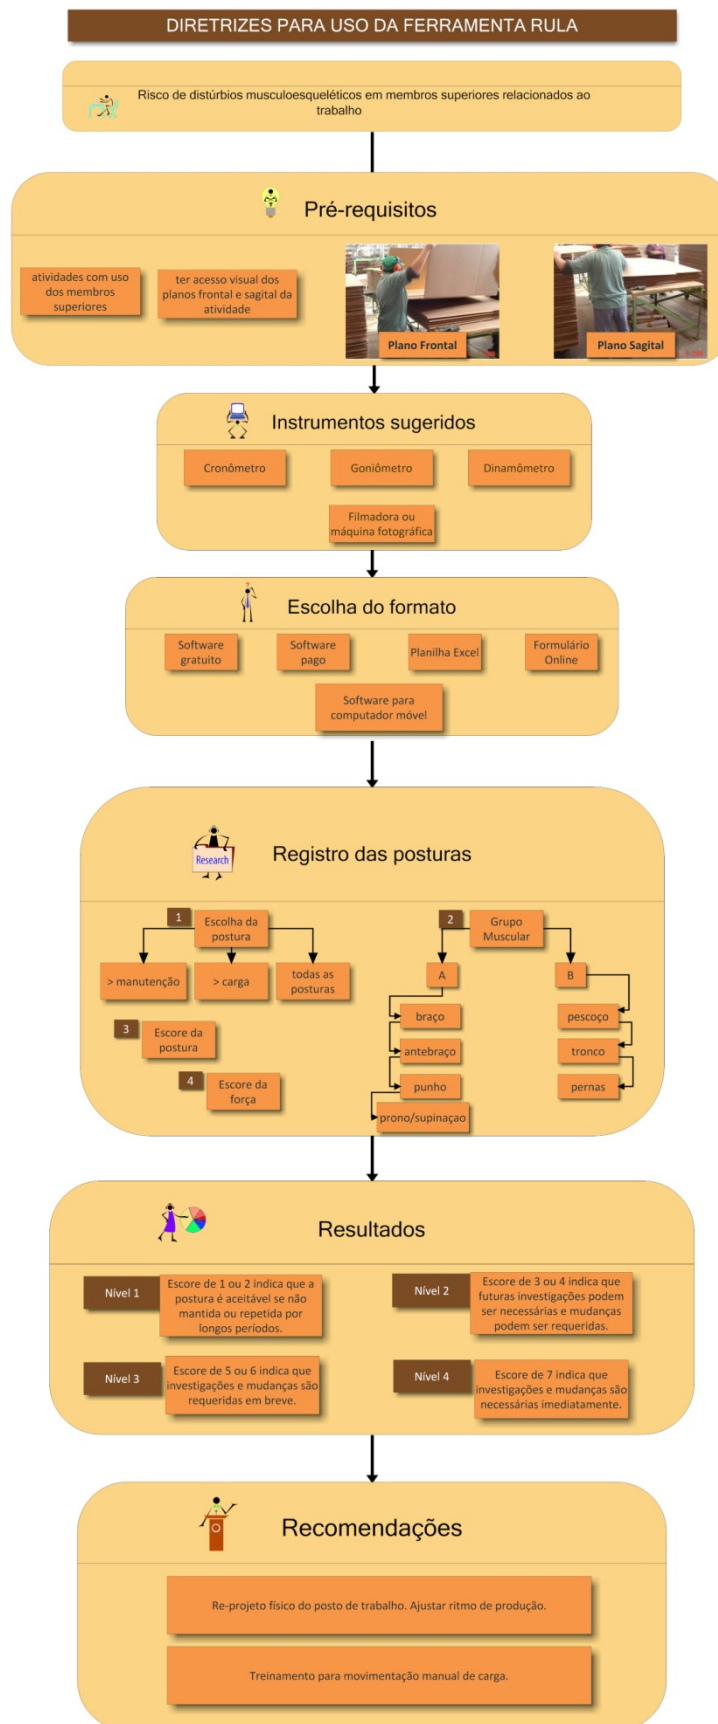 DIRETRIZES PARA USO DA FERRAMENTA RULA
Risco de distúrbios musculoesqueléticos em membros superiores relacionados ao
trabalho
Pré-requisitos
atividades com uso
dos membros
superiores
ter acesso visual dos
planos frontal e sagital da
atividade
Plano Frontal
Plano Sagital
Instrumentos sugeridos
Cronômetro
Goniômetro
Dinamômetro
Filmadora ou
máquina fotográfica
Escolha do formato
Software
gratuito
Software
pago
Planilha Excel
Formulário
Online
Software para
computador móvel
Research
Registro das posturas
1
Escolha da
postura
> manutenção
> carga
todas as
posturas
3
Escore da
postura
4
Escore da
força
2
Grupo
Muscular
A
B
braço
antebraço
punho
prono/supinaçao
pescoço
tronco
pernas
Resultados
Nível 1
Escore de 1 ou 2 indica que a
postura é aceitável se não
mantida ou repetida por
longos períodos.
Nível 2
Escore de 3 ou 4 indica que
futuras investigações podem
ser necessárias e mudanças
podem ser requeridas.
Nível 3
Escore de 5 ou 6 indica que
investigações e mudanças são
requeridas em breve.
Nível 4
Escore de 7 indica que
investigações e mudanças são
necessárias imediatamente.
Recomendações
Re-projeto físico do posto de trabalho. Ajustar ritmo de produção.
Treinamento para movimentação manual de carga.